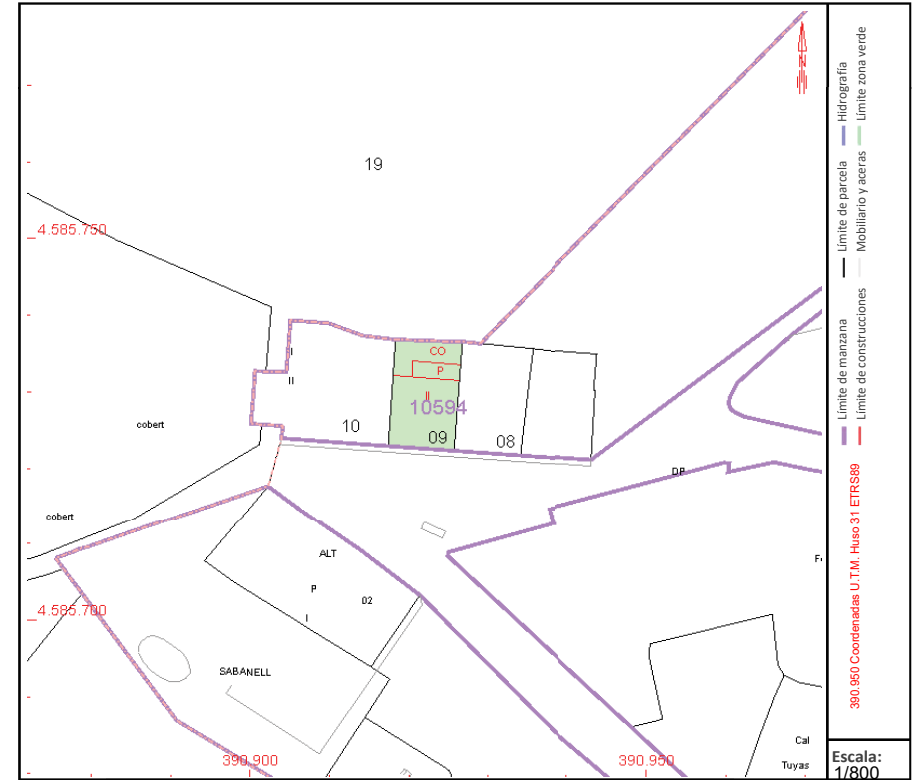 N
19
4.585.750
CO
P
II
I
II
10594
10
09
08
cobert
DP
cobert
ALT
P
02
I
4.585.700
SABANELL
390.900
390.950
Cal
Tuyas
Límite de manzana
Límite de parcela
Hidrografía
Límite de construcciones
Mobiliario y aceras
Límite zona verde
390.950 Coordenadas U.T.M. Huso 31 ETRS89
Escala:
1/800